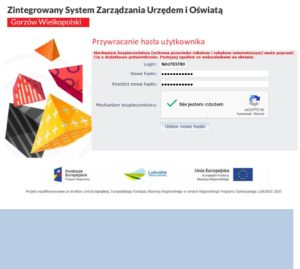 Zintegrowany System Zarządzania Urzędem i Oświatą
Gorzów Wielkopolski
Przywracanie hasła użytkownika
Mechanizm bezpieczeństwa (ochrona przeciwko robotom i robakom internetowym) może poprosić
Cię o dodatkowe potwierdzenie. Postępuj zgodnie ze wskazówkami na ekranie.
Login: NAUTEST80
Nowe hasło:
Powtórz nowe hasło:
Mechanizm bezpieczeństwa:
Nie jestem robotem
reCAPTCHA
Prywatność - Warunki
Ustaw nowe hasło
Fundusze
Europejskie
Program Regionalny
Lubuskie
Unia Europejska
Europejski Fundusz
Rozwoju Regionalnego
Projekt współfinansowany ze środków Unii Europejskiej, Europejskiego Funduszu Rozwoju Regionalnego w ramach Regionalnego Programu Operacyjnego LUBUSKIE 2020